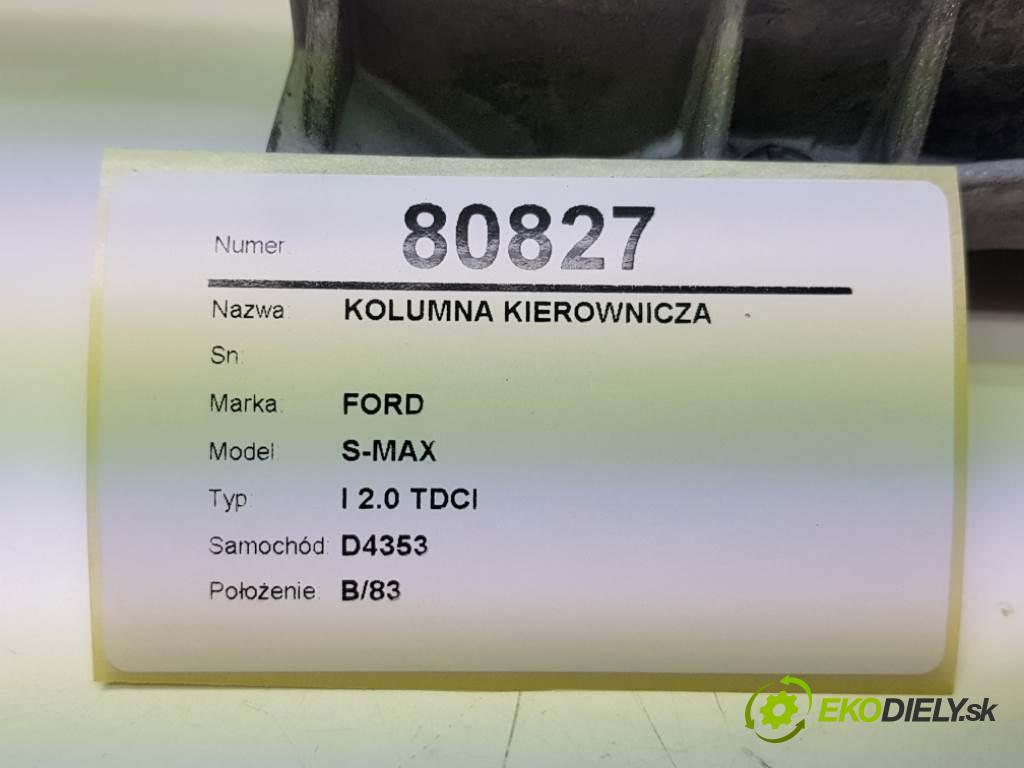 Numer: 80827
Nazwa: KOLUMNA KIEROWNICZA
Sn:
Marka: FORD
Model: S-MAX
Typ: I 2.0 TDCI
Samochód: D4353
Położenie: B/83
EKODIELY.sk